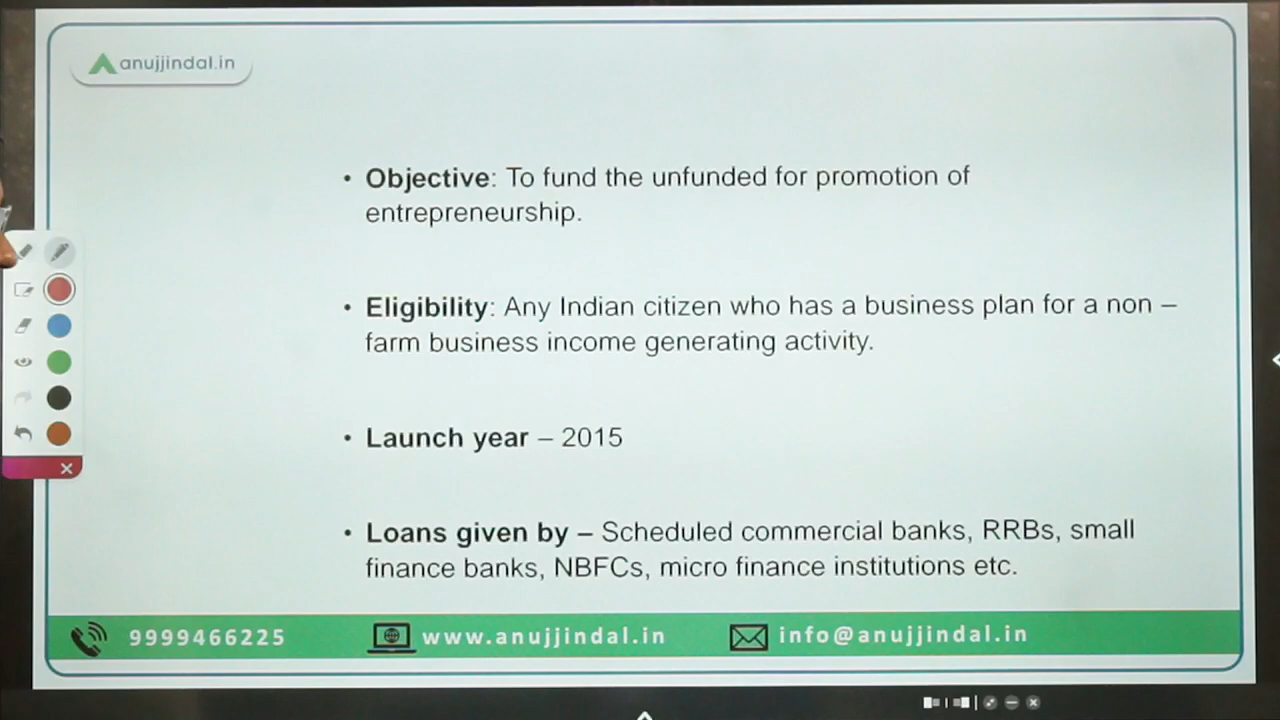 anujjindal.in
• Objective: To fund the unfunded for promotion of
entrepreneurship.
• Eligibility: Any Indian citizen who has a business plan for a non –
farm business income generating activity.
• Launch year – 2015
• Loans given by – Scheduled commercial banks, RRBs, small
finance banks, NBFCs, micro finance institutions etc.
9999466225 www.anujjindal.in info@anujjindal.in